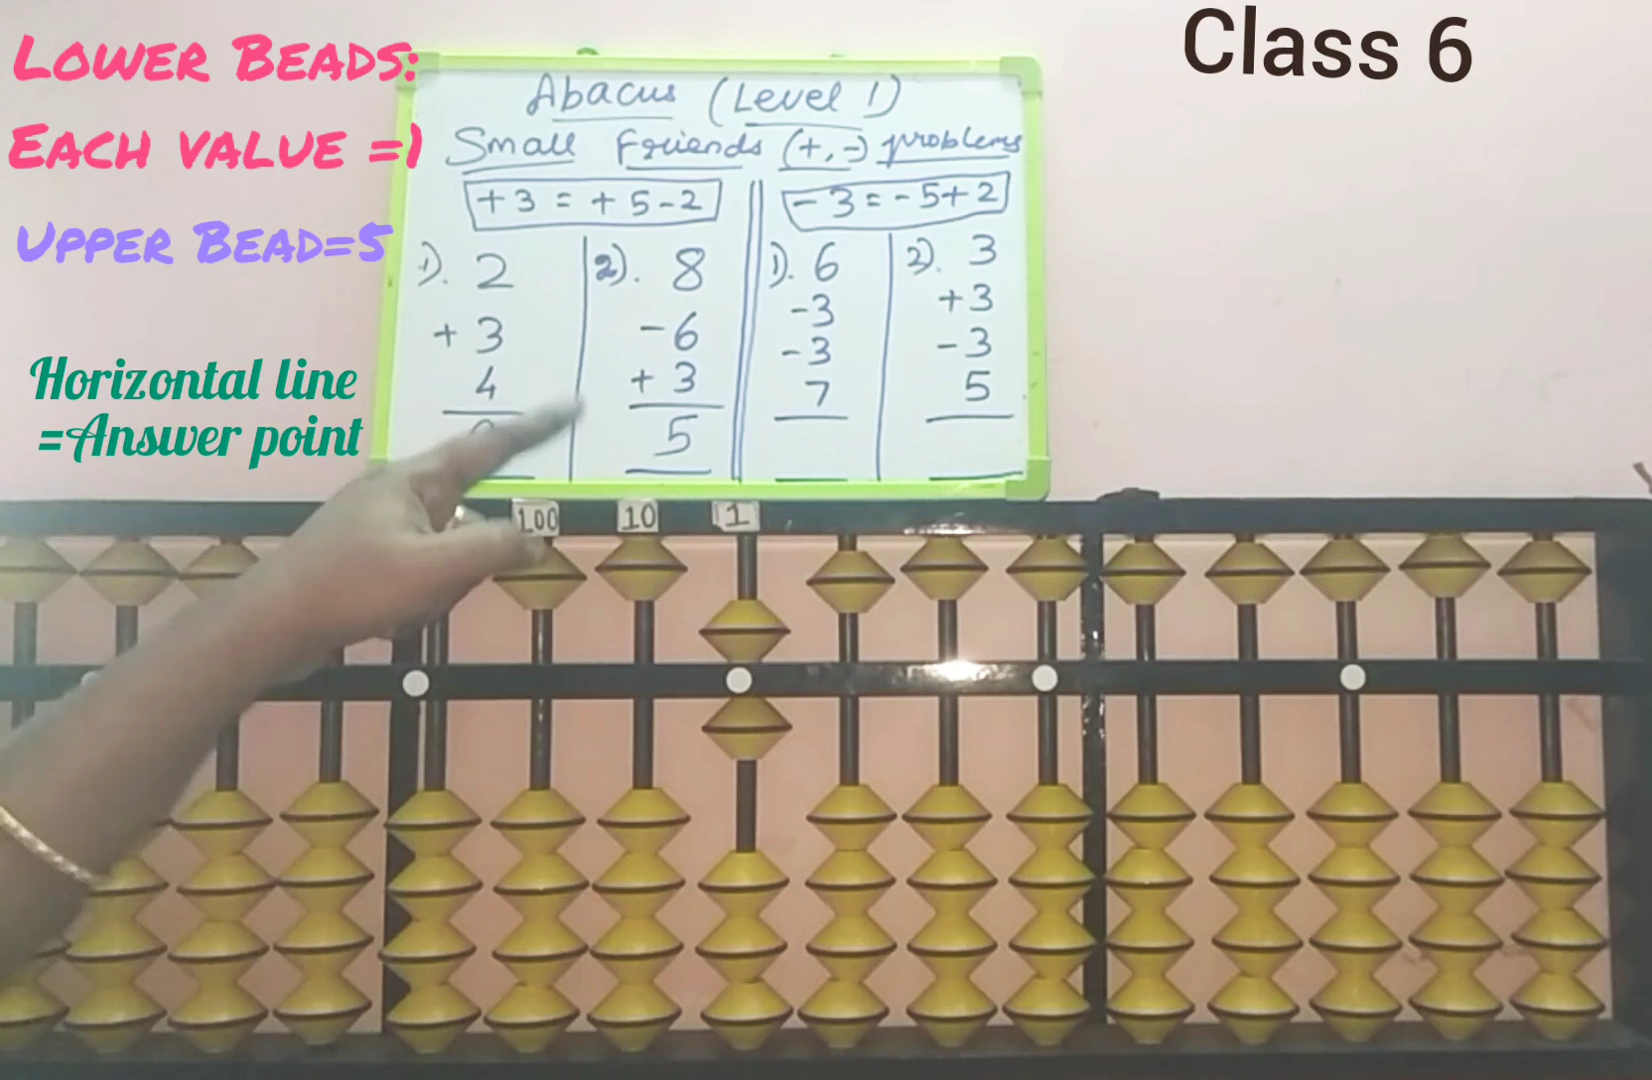 LOWER BEADS:
EACH VALUE =1
UPPER BEAD=5
Horizontal line
=Answer point
Class 6
Abacus (Level 1)
Small Friends (+,-) problems
+3 = +5-2
1). 2
+ 3
4
2). 8
- 6
+ 3
5
-3 = -5+2
1). 6
-3
-3
7
2). 3
+3
-3
5
100 10 1